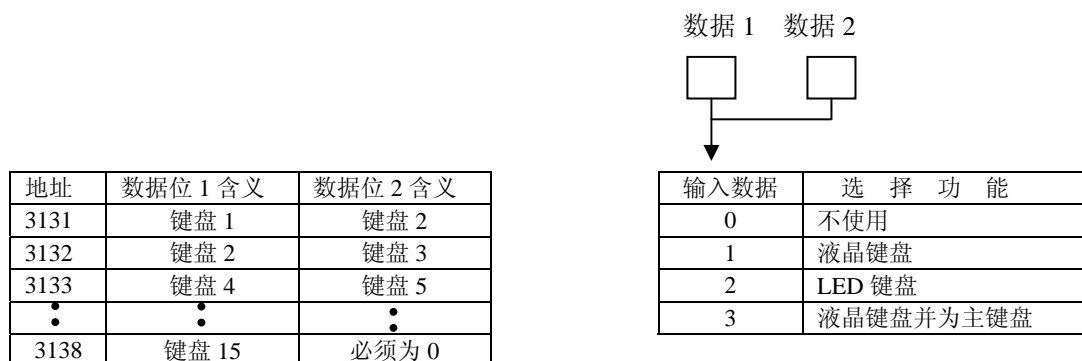 数据 1 数据 2
地址 数据位 1 含义 数据位 2 含义
3131 键盘 1 键盘 2
3132 键盘 2 键盘 3
3133 键盘 4 键盘 5
3138 键盘 15 必须为 0
输入数据 选 择 功 能
0 不使用
1 液晶键盘
2 LED 键盘
3 液晶键盘并为主键盘